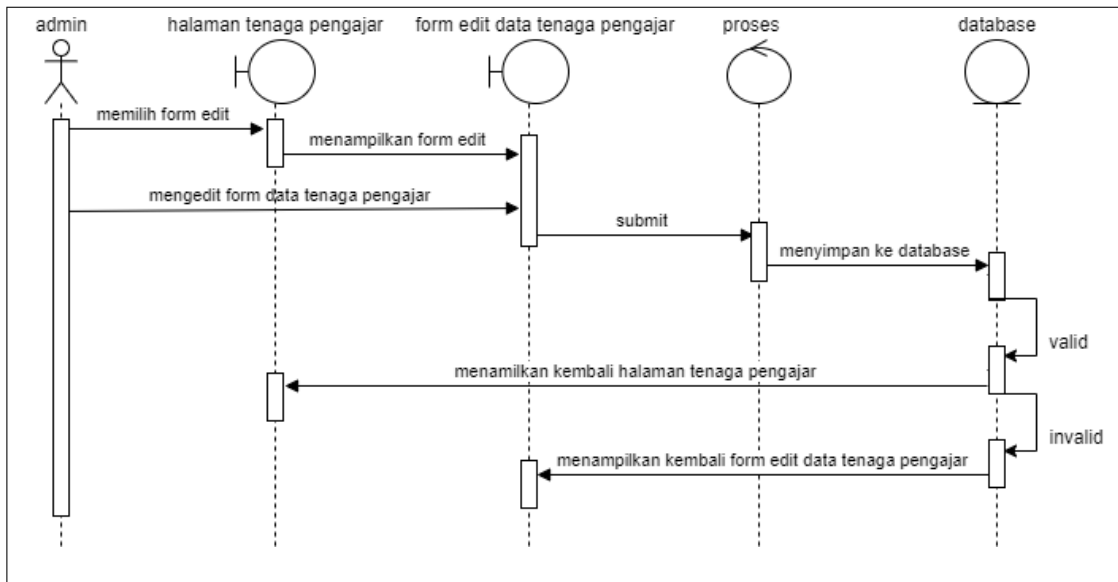 admin
halaman tenaga pengajar
form edit data tenaga pengajar
proses
database
memilih form edit
menampilkan form edit
mengedit form data tenaga pengajar
submit
menyimpan ke database
valid
menamilkan kembali halaman tenaga pengajar
invalid
menampilkan kembali form edit data tenaga pengajar